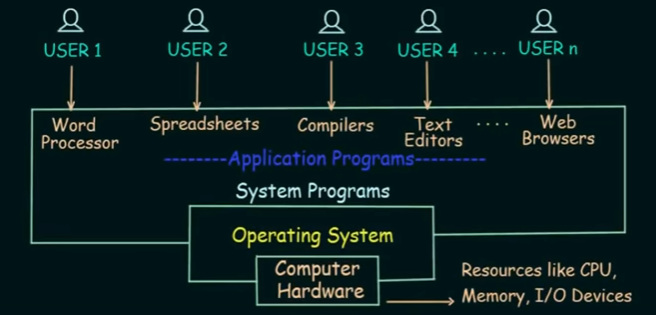 USER 1 USER 2 USER 3 USER 4 .... USER n
Word Processor Spreadsheets Compilers Text Editors .... Web Browsers
--------Application Programs---------
System Programs
Operating System
Computer
Hardware
Resources like CPU,
Memory, I/O Devices